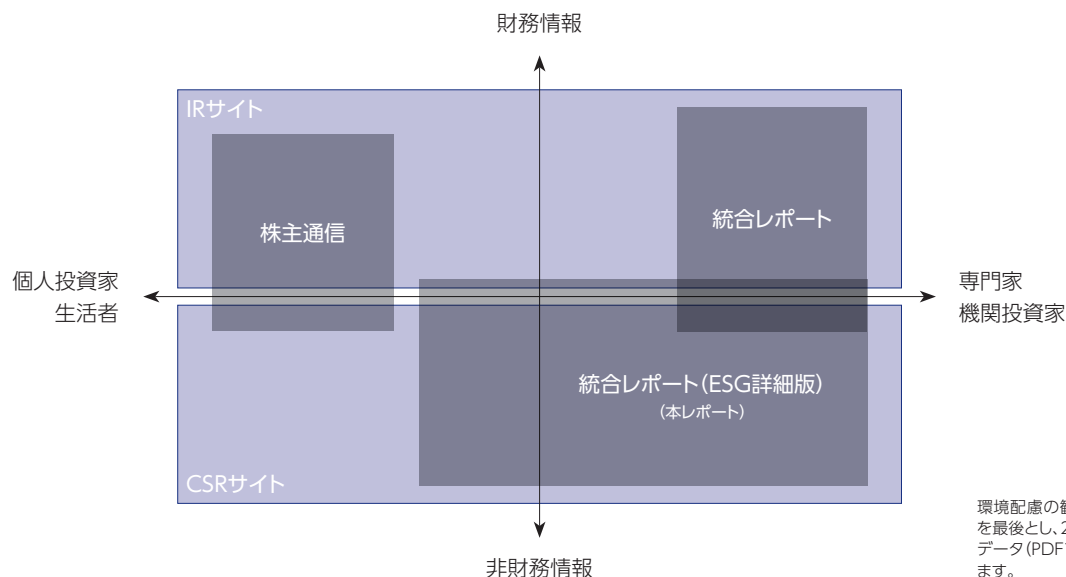 財務情報
IRサイト
株主通信
統合レポート
個人投資家
生活者
専門家
機関投資家
統合レポート（ESG詳細版）
（本レポート）
CSRサイト
非財務情報
環境配慮の
を最後とし、2
データ（PDF
ます。